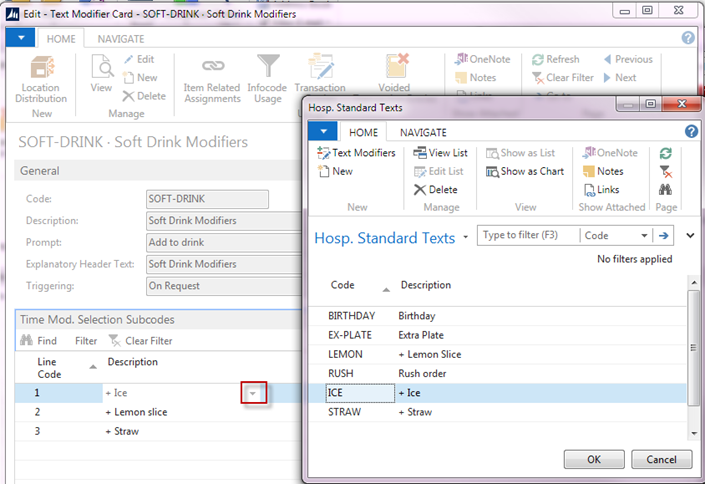 Edit - Text Modifier Card - SOFT-DRINK · Soft Drink Modifiers
HOME NAVIGATE
Location Distribution
New
View
Edit
New
Delete
Manage
Item Related Assignments
Infocode Usage
Transaction
Voided
OneNote
Notes
Links
Refresh
Clear Filter
Previous
Next
SOFT-DRINK · Soft Drink Modifiers
General
Code: SOFT-DRINK
Description: Soft Drink Modifiers
Prompt: Add to drink
Explanatory Header Text: Soft Drink Modifiers
Triggering: On Request
Time Mod. Selection Subcodes
Find Filter Clear Filter
Line Code Description
1 + Ice
2 + Lemon slice
3 + Straw
Hosp. Standard Texts
HOME NAVIGATE
Text Modifiers
New
New
View List
Edit List
Delete
Manage
Show as List
Show as Chart
View
OneNote
Notes
Links
Show Attached
Page
Hosp. Standard Texts
Type to filter (F3) Code
No filters applied
Code Description
BIRTHDAY Birthday
EX-PLATE Extra Plate
LEMON + Lemon Slice
RUSH Rush order
ICE + Ice
STRAW + Straw
OK Cancel